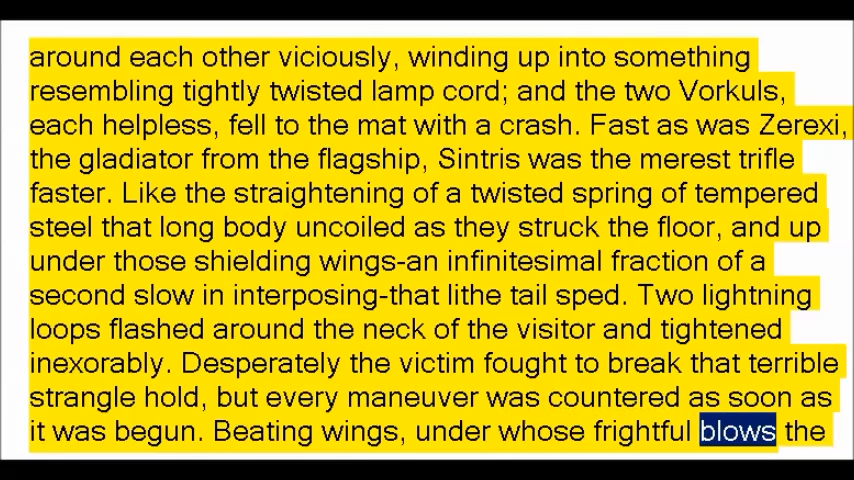 around each other viciously, winding up into something
resembling tightly twisted lamp cord; and the two Vorkuls,
each helpless, fell to the mat with a crash. Fast as was Zerexi,
the gladiator from the flagship, Sintris was the merest trifle
faster. Like the straightening of a twisted spring of tempered
steel that long body uncoiled as they struck the floor, and up
under those shielding wings-an infinitesimal fraction of a
second slow in interposing-that lithe tail sped. Two lightning
loops flashed around the neck of the visitor and tightened
inexorably. Desperately the victim fought to break that terrible
strangle hold, but every maneuver was countered as soon as
it was begun. Beating wings, under whose frightful blows the